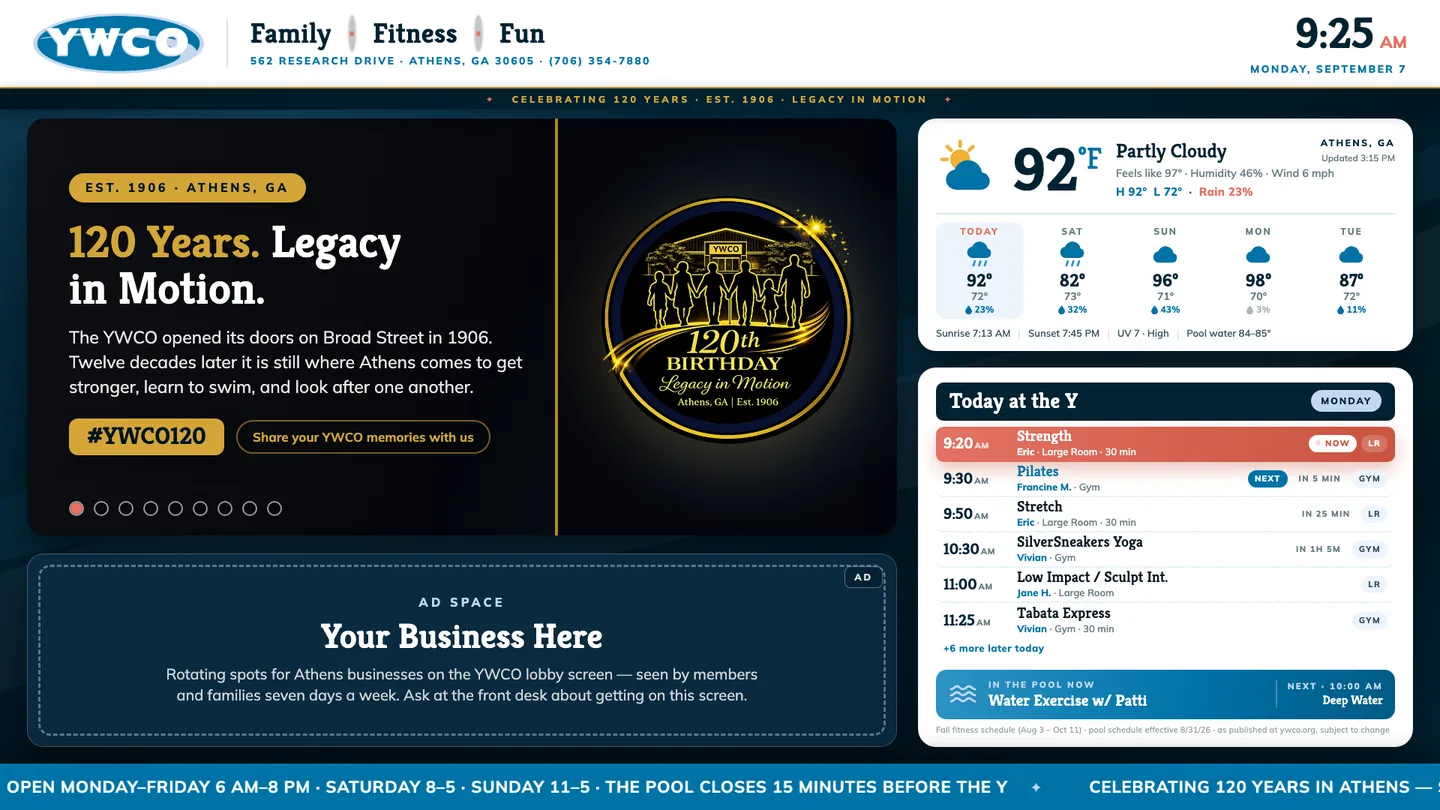 YWCO
Family · Fitness · Fun
562 RESEARCH DRIVE · ATHENS, GA 30605 · (706) 354-7880
9:25 AM
MONDAY, SEPTEMBER 7
CELEBRATING 120 YEARS · EST. 1906 · LEGACY IN MOTION
EST. 1906 · ATHENS, GA
120 Years. Legacy
in Motion.
The YWCO opened its doors on Broad Street in 1906.
Twelve decades later it is still where Athens comes to get
stronger, learn to swim, and look after one another.
#YWCO120
Share your YWCO memories with us
YWCO
120th
BIRTHDAY
Legacy in Motion
Athens, GA | Est. 1906
AD
AD SPACE
Your Business Here
Rotating spots for Athens businesses on the YWCO lobby screen — seen by members
and families seven days a week. Ask at the front desk about getting on this screen.
92°F
Partly Cloudy
Feels like 97° · Humidity 46% · Wind 6 mph
H 92° L 72° · Rain 23%
ATHENS, GA
Updated 3:15 PM
TODAY SAT SUN MON TUE
92° 82° 96° 98° 87°
72° 73° 71° 70° 72°
23% 32% 43% 3% 11%
Sunrise 7:13 AM | Sunset 7:45 PM | UV 7 · High | Pool water 84–85°
Today at the Y MONDAY
9:20 AM Strength NOW LR
Eric · Large Room · 30 min
9:30 AM Pilates NEXT IN 5 MIN GYM
Francine M. · Gym
9:50 AM Stretch IN 25 MIN LR
Eric · Large Room · 30 min
10:30 AM SilverSneakers Yoga IN 1H 5M GYM
Vivian · Gym
11:00 AM Low Impact / Sculpt Int. LR
Jane H. · Large Room
11:25 AM Tabata Express GYM
Vivian · Gym · 30 min
+6 more later today
IN THE POOL NOW
Water Exercise w/ Patti
NEXT · 10:00 AM
Deep Water
Fall fitness schedule (Aug 3 – Oct 11) · pool schedule effective 8/31/26 · as published at ywco.org, subject to change
OPEN MONDAY–FRIDAY 6 AM–8 PM · SATURDAY 8–5 · SUNDAY 11–5 · THE POOL CLOSES 15 MINUTES BEFORE THE Y ✦ CELEBRATING 120 YEARS IN ATHENS —